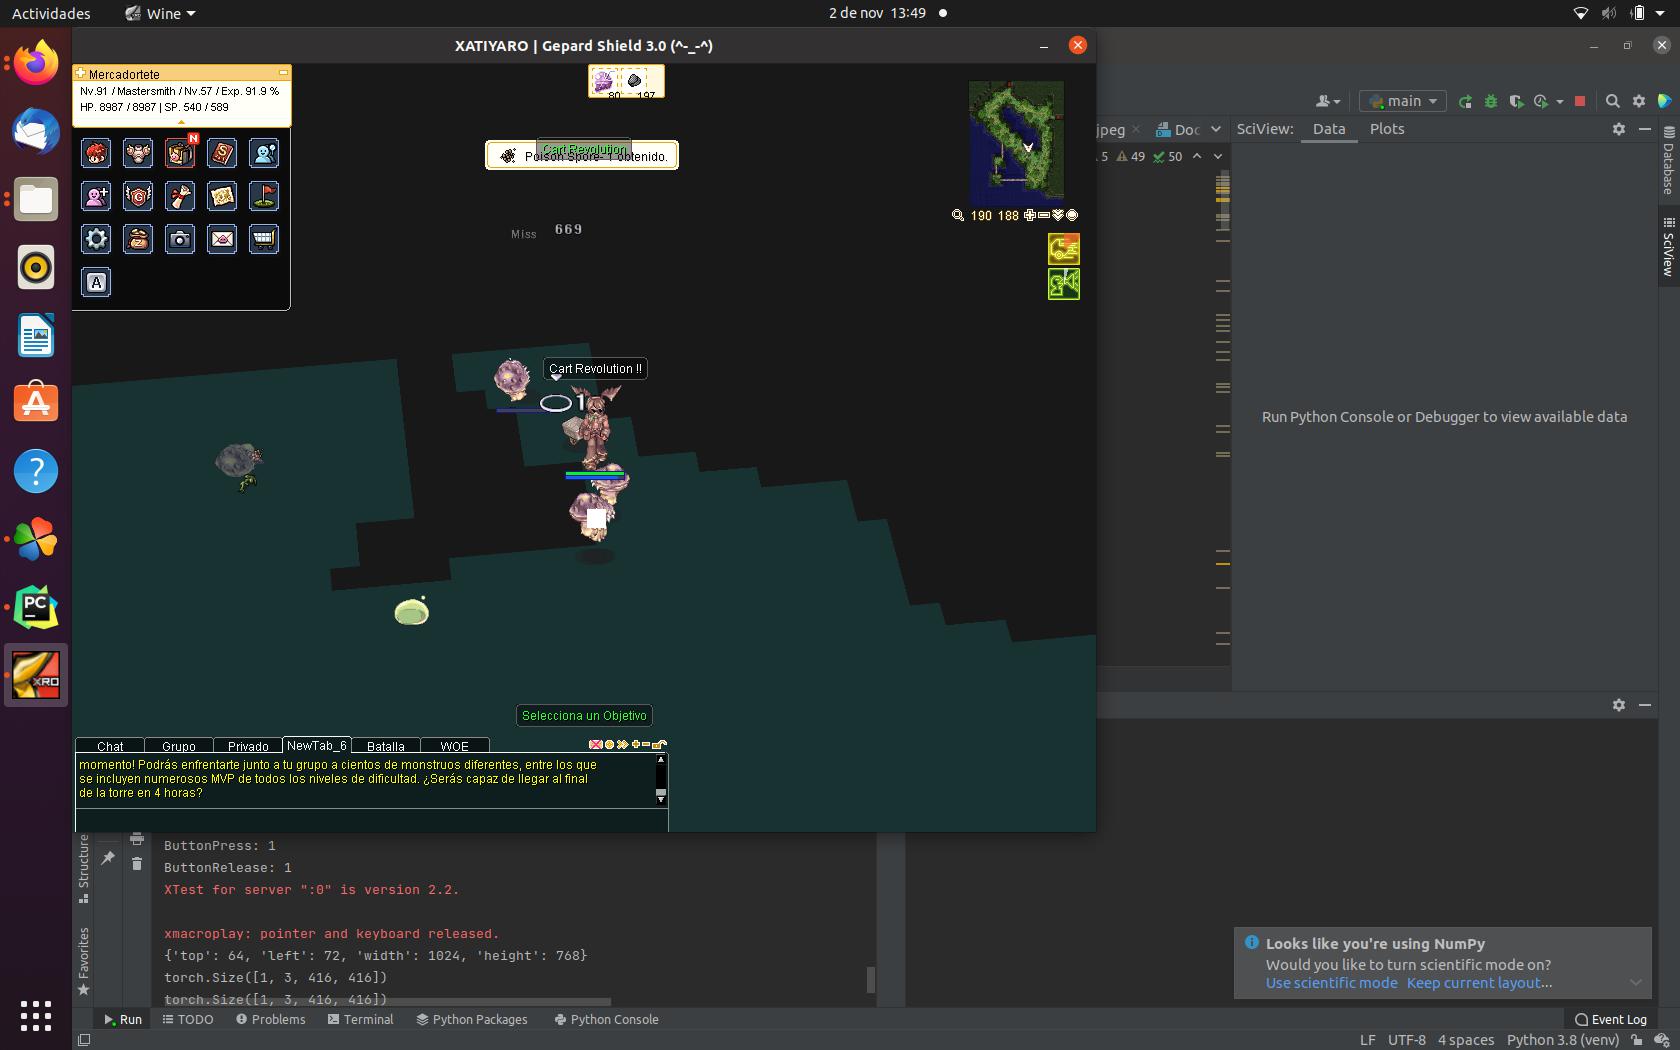 Actividades
Wine
2 de nov 13:49
XATIYARO | Gepard Shield 3.0 (^-_-^)
Mercadortete
Nv.91 / Mastersmith / Nv.57 / Exp. 91.9 %
HP. 8987 / 8987 | SP. 540 / 589
N
A
80 197
Cart Revolution
Poison Spore- 1 obtenido.
Miss 669
190 188
Cart Revolution !!
1
Selecciona un Objetivo
Chat
Grupo
Privado
NewTab_6
Batalla
WOE
momento! Podrás enfrentarte junto a tu grupo a cientos de monstruos diferentes, entre los que
se incluyen numerosos MVP de todos los niveles de dificultad. ¿Serás capaz de llegar al final
de la torre en 4 horas?
main
jpeg
Doc
SciView:
Data
Plots
5 49 50
Database
SciView
Run Python Console or Debugger to view available data
PC
XRO
Structure
Favorites
ButtonPress: 1
ButtonRelease: 1
XTest for server ":0" is version 2.2.
xmacroplay: pointer and keyboard released.
{'top': 64, 'left': 72, 'width': 1024, 'height': 768}
torch.Size([1, 3, 416, 416])
torch.Size([1, 3, 416, 416])
Looks like you're using NumPy
Would you like to turn scientific mode on?
Use scientific mode Keep current layout...
Run
TODO
Problems
Terminal
Python Packages
Python Console
Event Log
LF UTF-8 4 spaces Python 3.8 (venv)